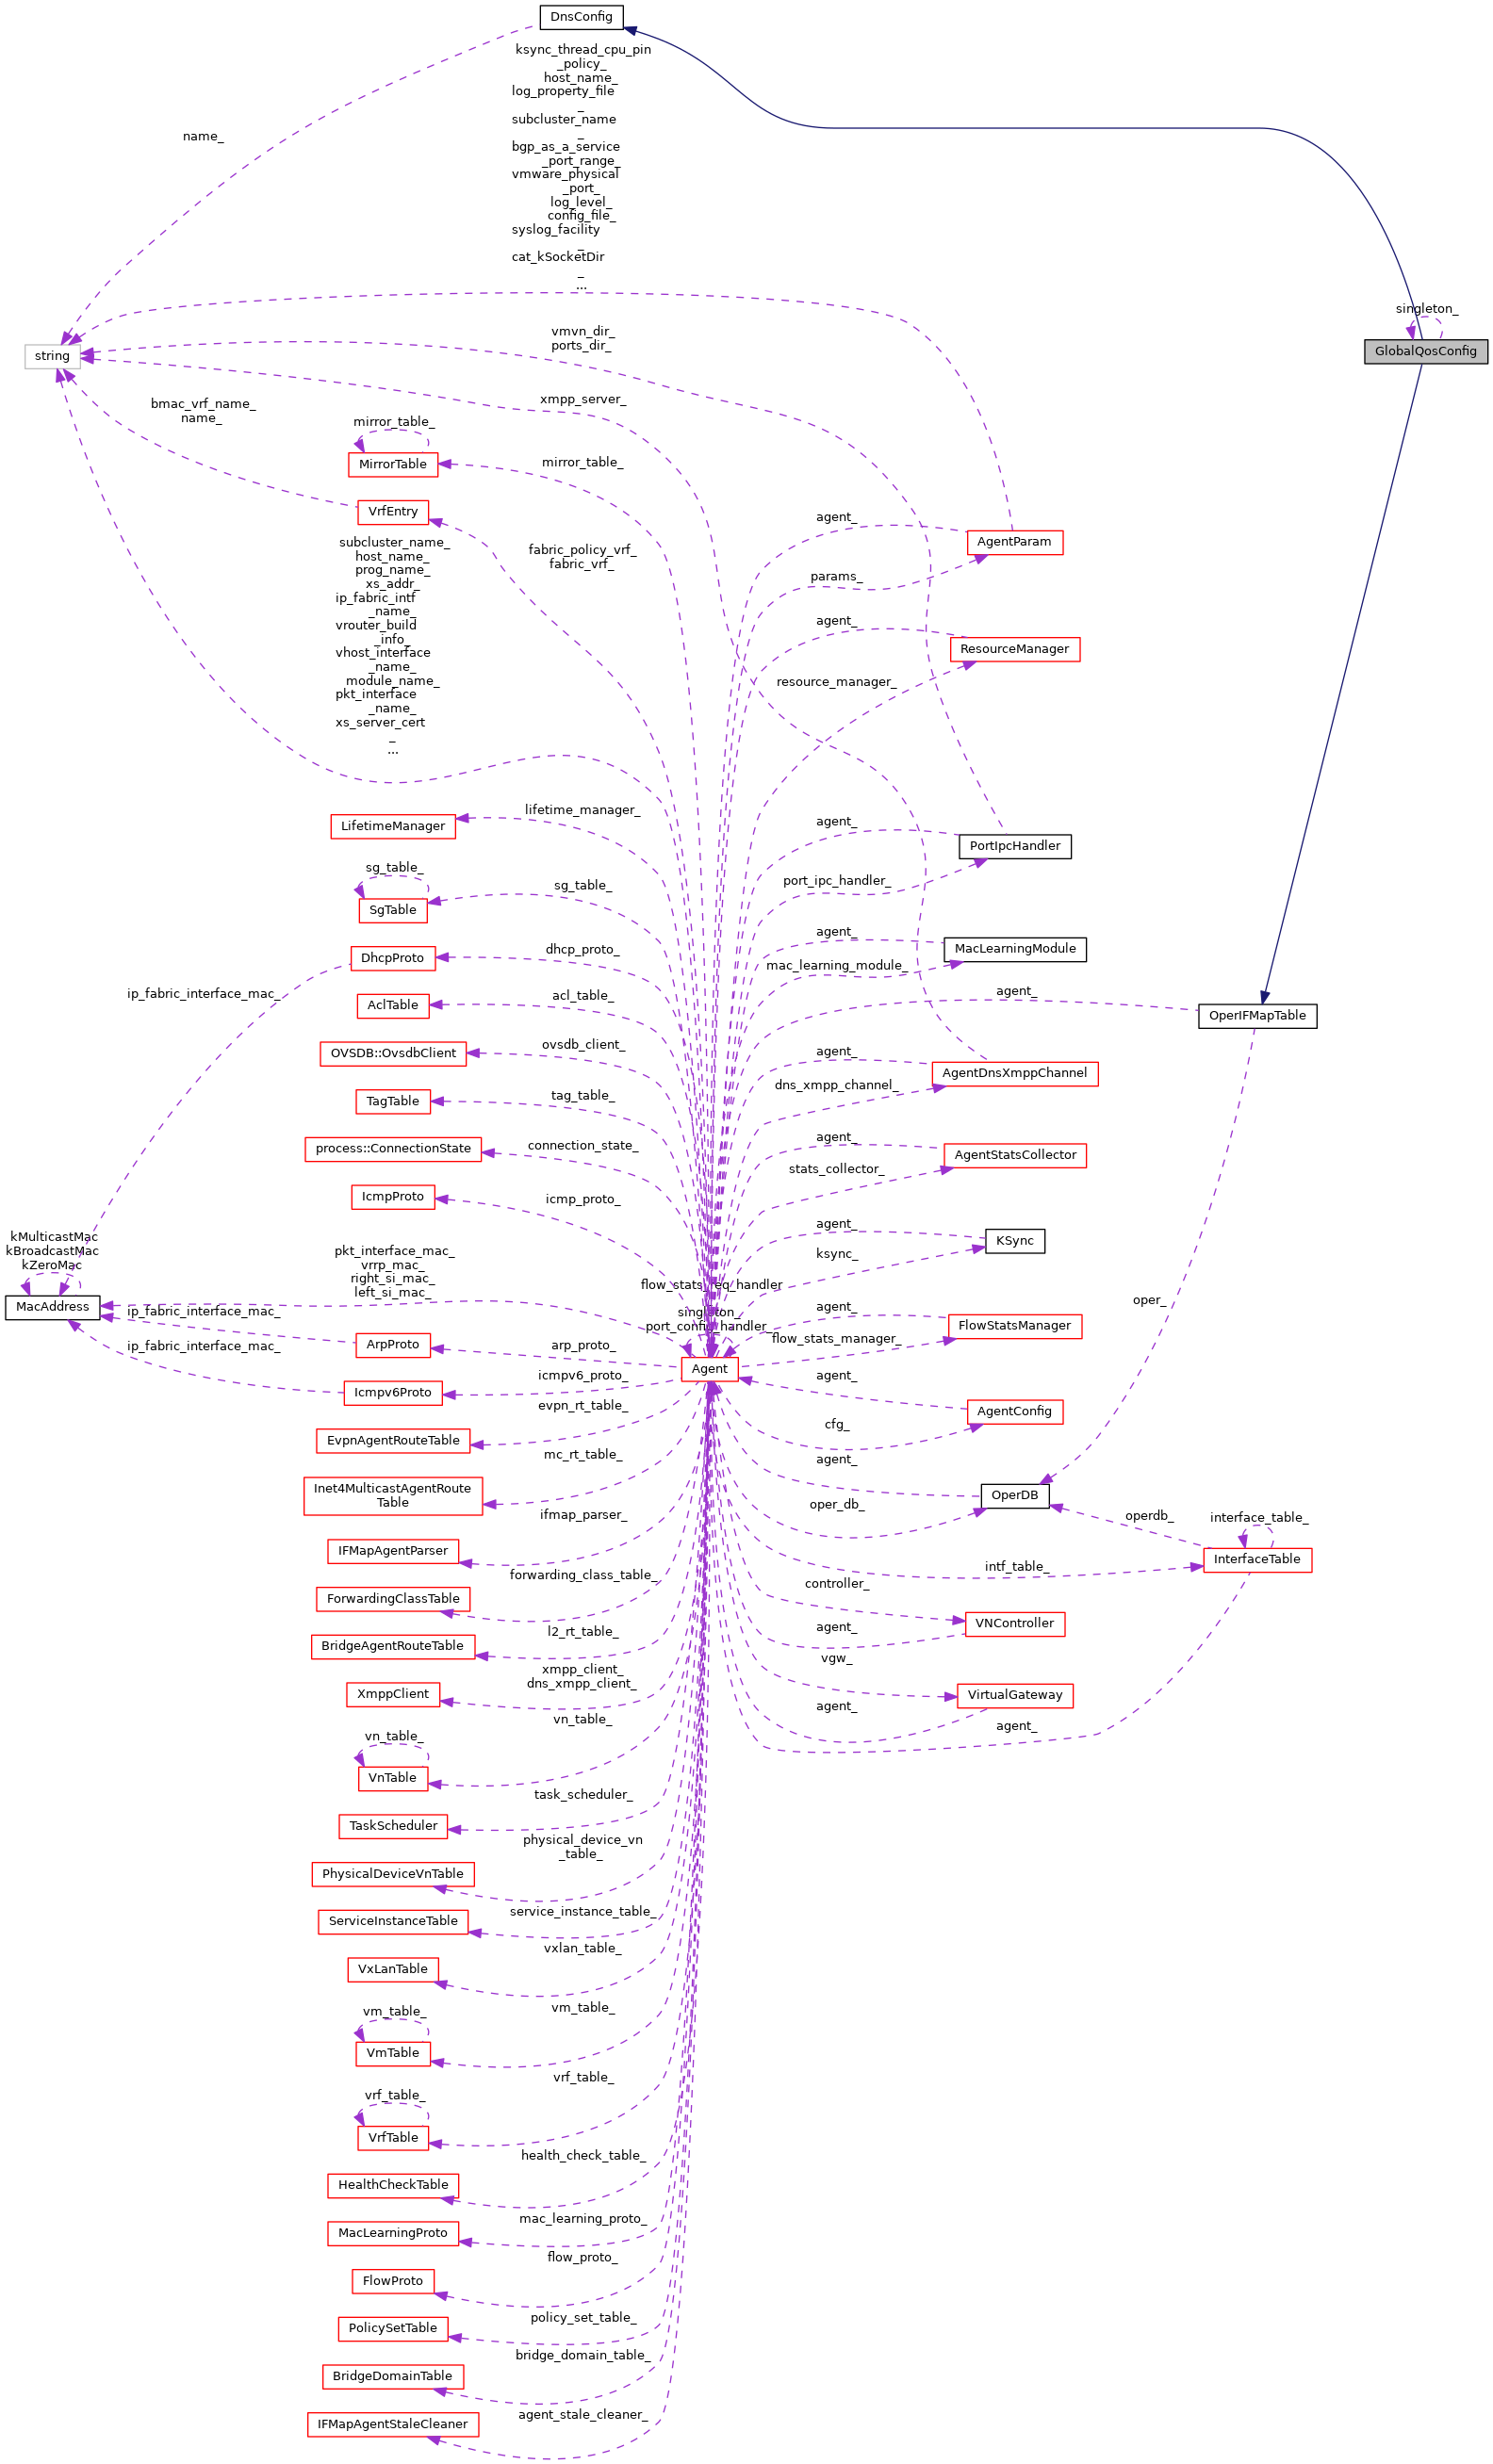 DnsConfig
ksync_thread_cpu_pin
_policy_
host_name_
log_property_file
_
subcluster_name
_
bgp_as_a_service
_port_range_
vmware_physical
_port_
log_level_
config_file_
syslog_facility
_
cat_kSocketDir
_
...
name_
singleton_
GlobalQosConfig
string
vmvn_dir_
ports_dir_
xmpp_server_
bmac_vrf_name_
name_
mirror_table_
MirrorTable
mirror_table_
VrfEntry
fabric_policy_vrf_
fabric_vrf_
agent_
AgentParam
params_
subcluster_name_
host_name_
prog_name_
xs_addr_
ip_fabric_intf
_name_
vrouter_build
_info_
vhost_interface
_name_
module_name_
pkt_interface
_name_
xs_server_cert
_
...
agent_
ResourceManager
resource_manager_
LifetimeManager
lifetime_manager_
agent_
PortIpcHandler
port_ipc_handler_
sg_table_
SgTable
sg_table_
DhcpProto
dhcp_proto_
agent_
MacLearningModule
mac_learning_module_
ip_fabric_interface_mac_
AclTable
acl_table_
agent_
OperIFMapTable
OVSDB::OvsdbClient
ovsdb_client_
agent_
AgentDnsXmppChannel
dns_xmpp_channel_
TagTable
tag_table_
process::ConnectionState
connection_state_
agent_
AgentStatsCollector
stats_collector_
IcmpProto
icmp_proto_
agent_
KSync
ksync_
kMulticastMac
kBroadcastMac
kZeroMac
MacAddress
pkt_interface_mac_
vrrp_mac_
right_si_mac_
left_si_mac_
flow_stats_req_handler
_
singleton_
port_config_handler_
agent_
FlowStatsManager
flow_stats_manager_
oper_
ip_fabric_interface_mac_
ArpProto
arp_proto_
Agent
ip_fabric_interface_mac_
Icmpv6Proto
icmpv6_proto_
agent_
AgentConfig
cfg_
EvpnAgentRouteTable
evpn_rt_table_
Inet4MulticastAgentRoute
Table
mc_rt_table_
agent_
OperDB
oper_db_
operdb_
interface_table_
InterfaceTable
intf_table_
IFMapAgentParser
ifmap_parser_
ForwardingClassTable
forwarding_class_table_
controller_
VNController
agent_
BridgeAgentRouteTable
l2_rt_table_
vgw_
VirtualGateway
agent_
agent_
XmppClient
xmpp_client_
dns_xmpp_client_
vn_table_
VnTable
vn_table_
TaskScheduler
task_scheduler_
PhysicalDeviceVnTable
physical_device_vn
_table_
ServiceInstanceTable
service_instance_table_
VxLanTable
vxlan_table_
vm_table_
VmTable
vm_table_
vrf_table_
VrfTable
vrf_table_
HealthCheckTable
health_check_table_
MacLearningProto
mac_learning_proto_
FlowProto
flow_proto_
PolicySetTable
policy_set_table_
BridgeDomainTable
bridge_domain_table_
IFMapAgentStaleCleaner
agent_stale_cleaner_